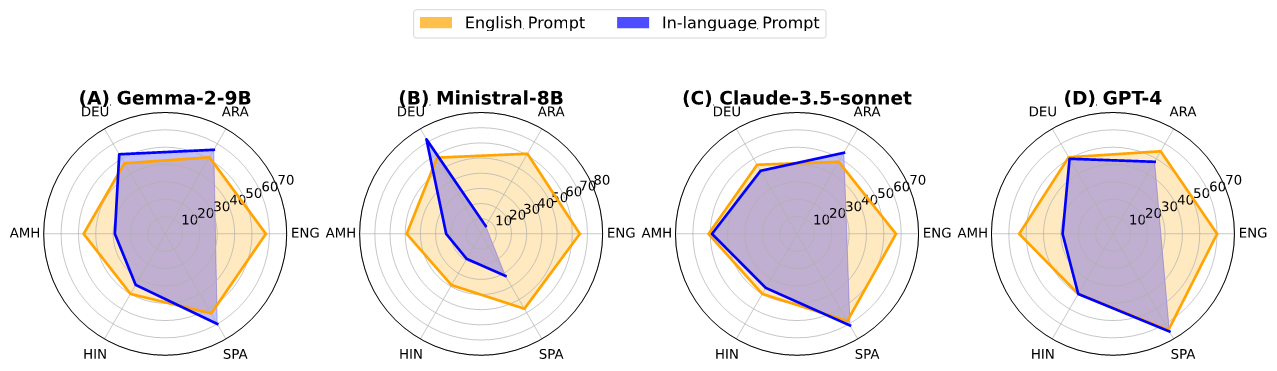 English Prompt In-language Prompt
(A) Gemma-2-9B
DEU ARA
AMH 10 20 30 40 50 60 70 ENG
HIN SPA
(B) Ministral-8B
DEU ARA
AMH 10 20 30 40 50 60 70 80 ENG
HIN SPA
(C) Claude-3.5-sonnet
DEU ARA
AMH 10 20 30 40 50 60 70 ENG
HIN SPA
(D) GPT-4
DEU ARA
AMH 10 20 30 40 50 60 70 ENG
HIN SPA